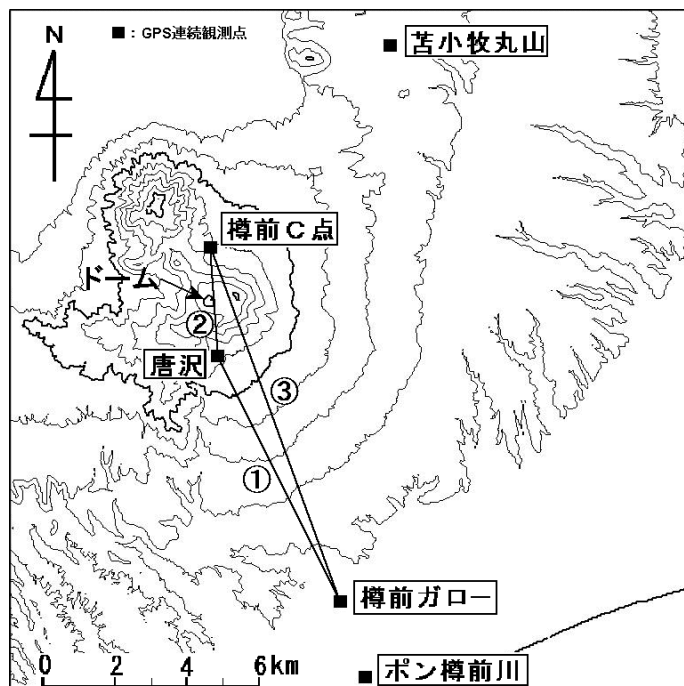 N
■：GPS連続観測点
苫小牧丸山
樽前C点
ドーム
②
唐沢
③
①
樽前ガロー
0 2 4 6km
ポン樽前川